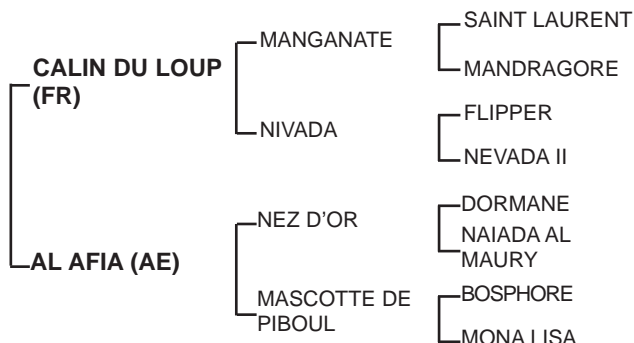 SAINT LAURENT
MANGANATE
MANDRAGORE
CALIN DU LOUP
(FR)
FLIPPER
NIVADA
NEVADA II
DORMANE
NEZ D’OR
NAIADA AL
MAURY
AL AFIA (AE)
BOSPHORE
MASCOTTE DE
PIBOUL
MONA LISA